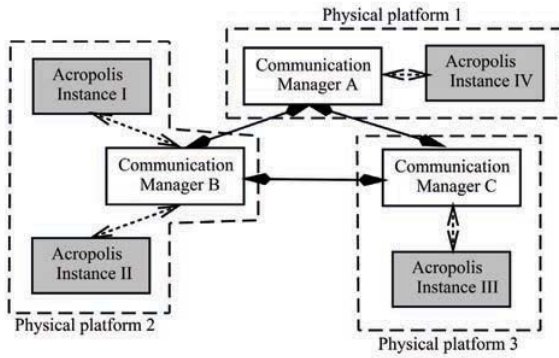 Physical platform 1
Acropolis
Instance I
Communication
Manager A
Acropolis
Instance IV
Communication
Manager B
Communication
Manager C
Acropolis
Instance II
Acropolis
Instance III
Physical platform 2
Physical platform 3